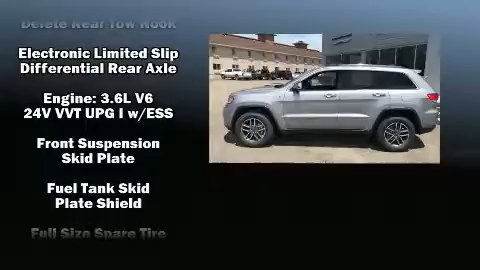 Delete Rear Tow Hook
Electronic Limited Slip
Differential Rear Axle
Engine: 3.6L V6
24V VVT UPG I w/ESS
Front Suspension
Skid Plate
Fuel Tank Skid
Plate Shield
Full Size Spare Tire